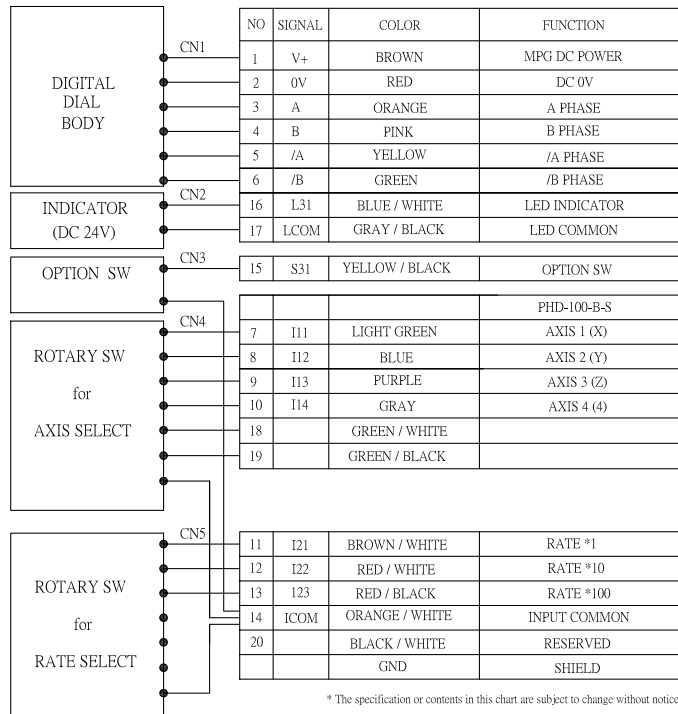 NO SIGNAL COLOR FUNCTION
CN1
1 V+ BROWN MPG DC POWER
2 0V RED DC 0V
DIGITAL
DIAL
BODY
3 A ORANGE A PHASE
4 B PINK B PHASE
5 /A YELLOW /A PHASE
6 /B GREEN /B PHASE
CN2
INDICATOR
(DC 24V)
16 L31 BLUE / WHITE LED INDICATOR
17 LCOM GRAY / BLACK LED COMMON
CN3
OPTION SW
15 S31 YELLOW / BLACK OPTION SW
PHD-100-B-S
CN4
ROTARY SW
for
AXIS SELECT
7 I11 LIGHT GREEN AXIS 1 (X)
8 I12 BLUE AXIS 2 (Y)
9 I13 PURPLE AXIS 3 (Z)
10 I14 GRAY AXIS 4 (4)
18 GREEN / WHITE
19 GREEN / BLACK
CN5
ROTARY SW
for
RATE SELECT
11 I21 BROWN / WHITE RATE *1
12 I22 RED / WHITE RATE *10
13 123 RED / BLACK RATE *100
14 ICOM ORANGE / WHITE INPUT COMMON
20 BLACK / WHITE RESERVED
GND SHIELD
* The specification or contents in this chart are subject to change without notice